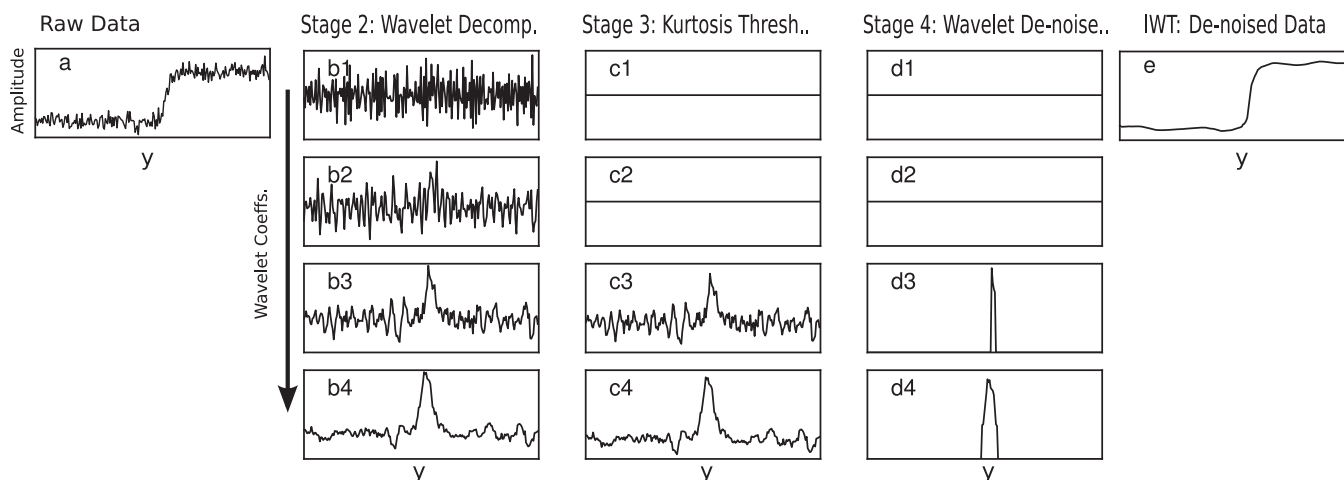 Raw Data
Stage 2: Wavelet Decomp.
Stage 3: Kurtosis Thresh..
Stage 4: Wavelet De-noise..
IWT: De-noised Data
Amplitude
a
y
Wavelet Coeffs.
b1
b2
b3
b4
y
c1
c2
c3
c4
y
d1
d2
d3
d4
y
e
y